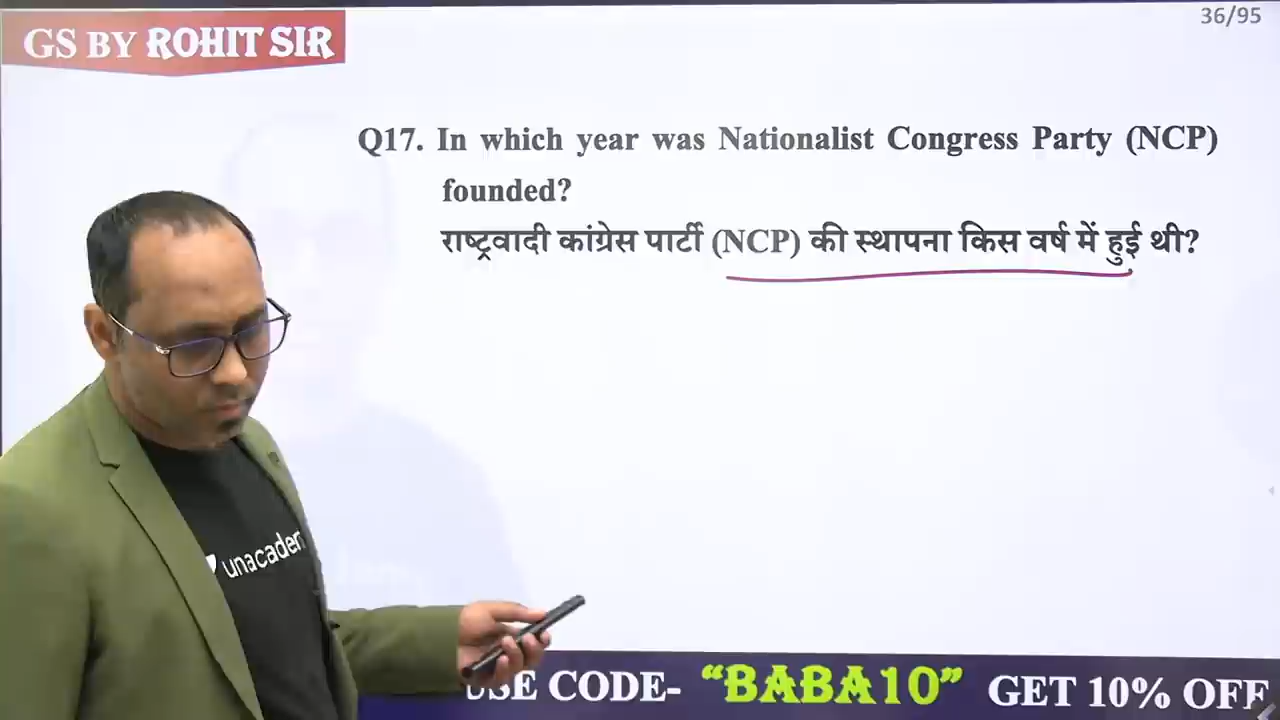 GS BY ROHIT SIR
36/95
Q17. In which year was Nationalist Congress Party (NCP)
founded?
राष्ट्रवादी कांग्रेस पार्टी (NCP) की स्थापना किस वर्ष में हुई थी?
unacadem
USE CODE- “BABA10” GET 10% OFF